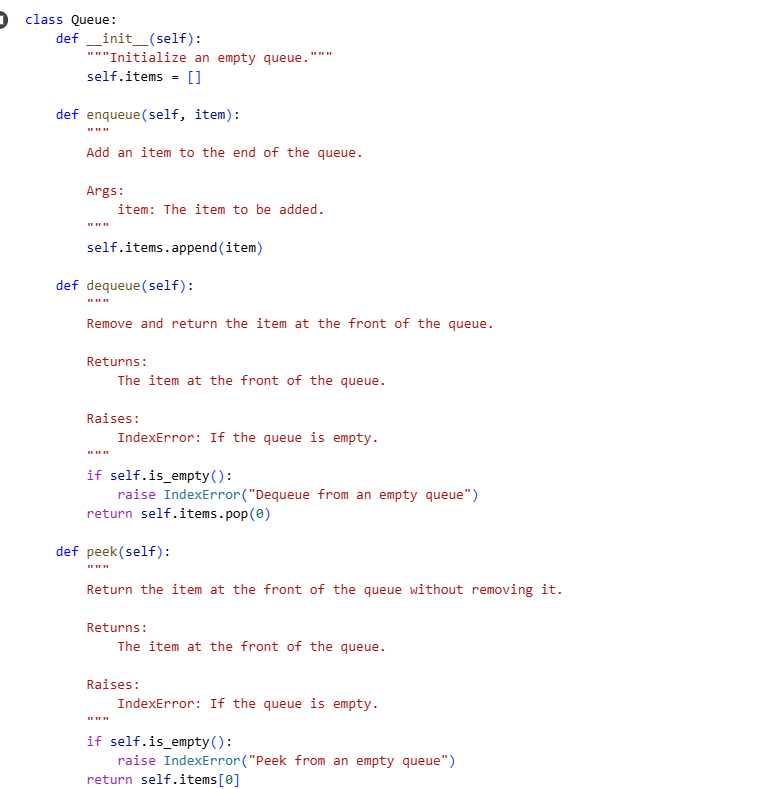 class Queue:
    def __init__(self):
        """Initialize an empty queue."""
        self.items = []

    def enqueue(self, item):
        """
        Add an item to the end of the queue.

        Args:
            item: The item to be added.
        """
        self.items.append(item)

    def dequeue(self):
        """
        Remove and return the item at the front of the queue.

        Returns:
            The item at the front of the queue.

        Raises:
            IndexError: If the queue is empty.
        """
        if self.is_empty():
            raise IndexError("Dequeue from an empty queue")
        return self.items.pop(0)

    def peek(self):
        """
        Return the item at the front of the queue without removing it.

        Returns:
            The item at the front of the queue.

        Raises:
            IndexError: If the queue is empty.
        """
        if self.is_empty():
            raise IndexError("Peek from an empty queue")
        return self.items[0]